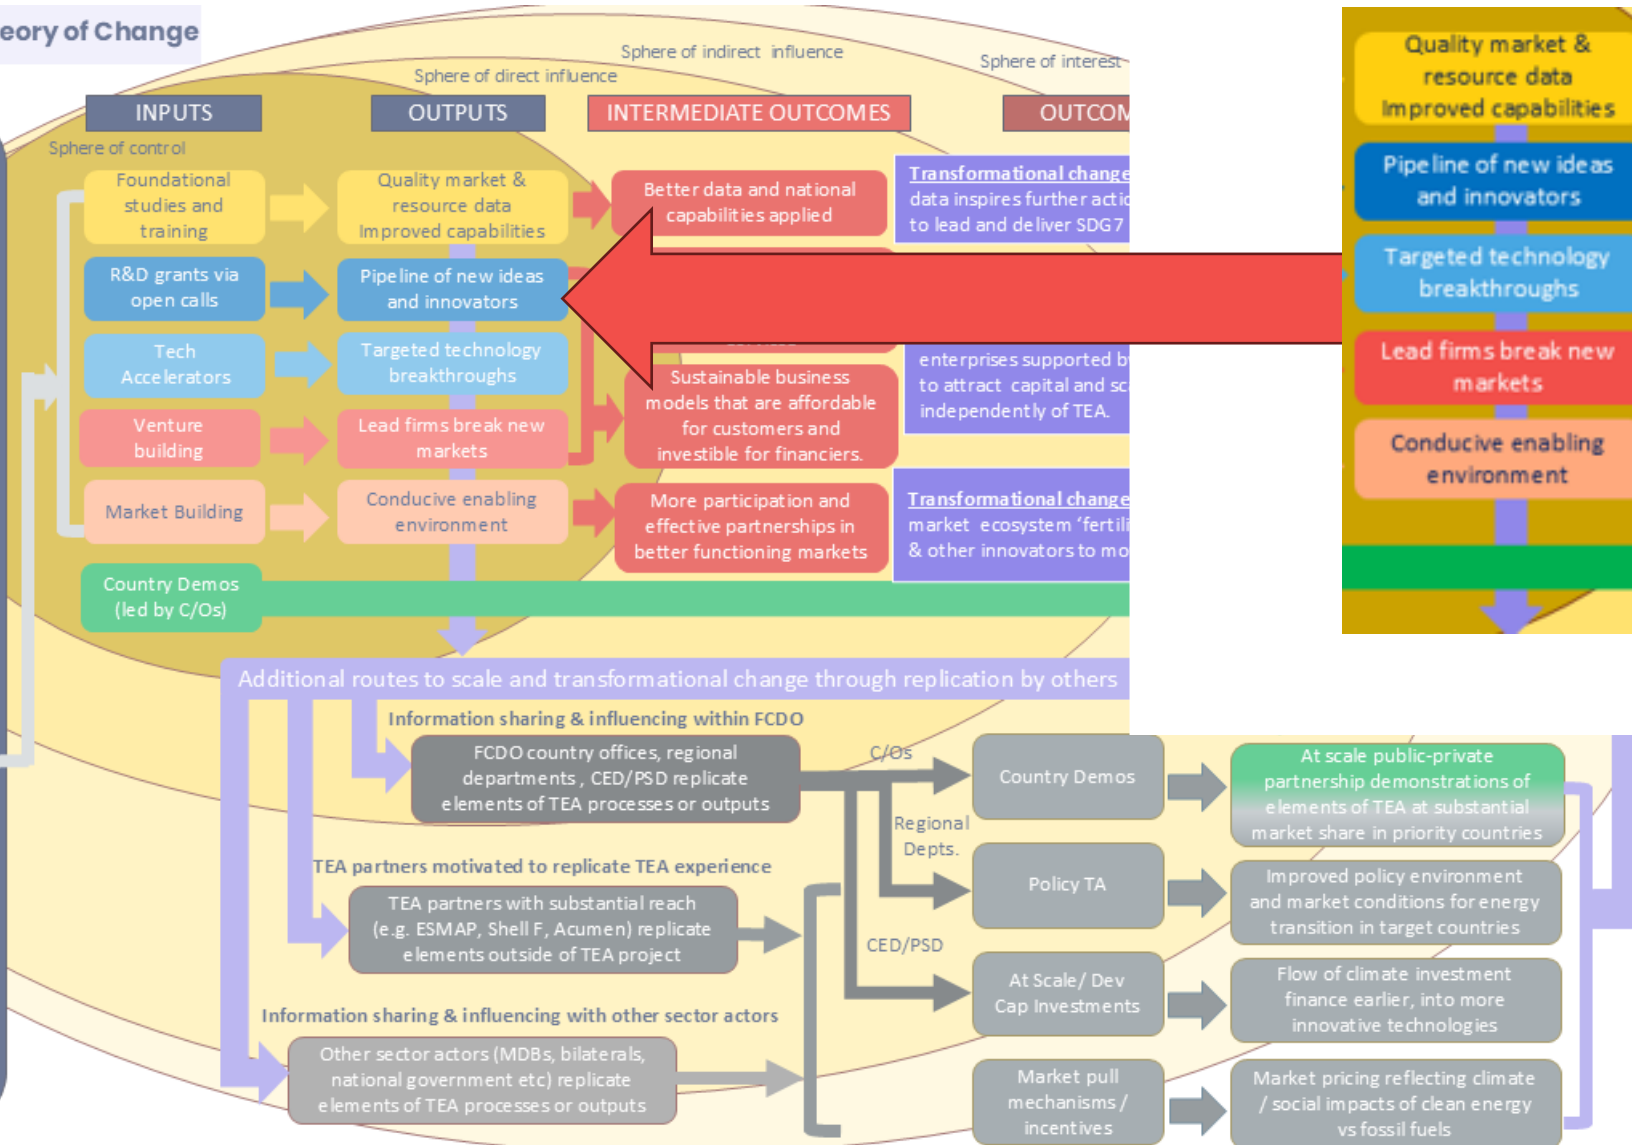 eory of Change
Sphere of indirect influence
Sphere of interest
Sphere of direct influence
INPUTS
OUTPUTS
INTERMEDIATE OUTCOMES
OUTCOM
Sphere of control
Foundational
studies and
training
Quality market &
resource data
Improved capabilities
Better data and national
capabilities applied
Transformational change
data inspires further actio
to lead and deliver SDG7
R&D grants via
open calls
Pipeline of new ideas
and innovators
Tech
Accelerators
Targeted technology
breakthroughs
enterprises supported b
to attract capital and sc
independently of TEA.
Sustainable business
models that are affordable
for customers and
investible for financiers.
Venture
building
Lead firms break new
markets
Market Building
Conducive enabling
environment
More participation and
effective partnerships in
better functioning markets
Transformational change
market ecosystem ‘fertili
& other innovators to mo
Country Demos
(led by C/Os)
Quality market &
resource data
Improved capabilities
Pipeline of new ideas
and innovators
Targeted technology
breakthroughs
Lead firms break new
markets
Conducive enabling
environment
Additional routes to scale and transformational change through replication by others
Information sharing & influencing within FCDO
FCDO country offices, regional
departments , CED/PSD replicate
elements of TEA processes or outputs
C/Os
Country Demos
At scale public-private
partnership demonstrations of
elements of TEA at substantial
market share in priority countries
Regional
Depts.
TEA partners motivated to replicate TEA experience
TEA partners with substantial reach
(e.g. ESMAP, Shell F, Acumen) replicate
elements outside of TEA project
Policy TA
Improved policy environment
and market conditions for energy
transition in target countries
CED/PSD
At Scale/ Dev
Cap Investments
Flow of climate investment
finance earlier, into more
innovative technologies
Information sharing & influencing with other sector actors
Other sector actors (MDBs, bilaterals,
national government etc) replicate
elements of TEA processes or outputs
Market pull
mechanisms /
incentives
Market pricing reflecting climate
/ social impacts of clean energy
vs fossil fuels